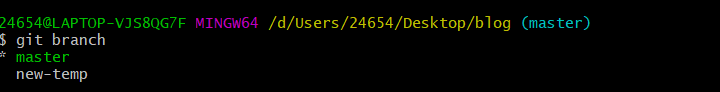 24654@LAPTOP-VJS8QG7F MINGW64 /d/Users/24654/Desktop/blog (master)
$ git branch
* master
  new-temp